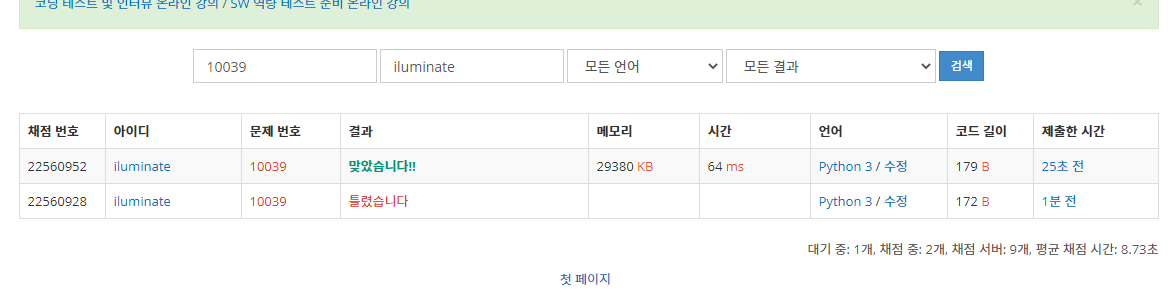 코딩 테스트 및 인터뷰 온라인 강의 / SW 역량 테스트 준비 온라인 강의 ×
10039 iluminate 모든 언어 모든 결과 검색
채점 번호 아이디 문제 번호 결과 메모리 시간 언어 코드 길이 제출한 시간
22560952 iluminate 10039 맞았습니다!! 29380 KB 64 ms Python 3 / 수정 179 B 25초 전
22560928 iluminate 10039 틀렸습니다 Python 3 / 수정 172 B 1분 전
대기 중: 1개, 채점 중: 2개, 채점 서버: 9개, 평균 채점 시간: 8.73초
첫 페이지